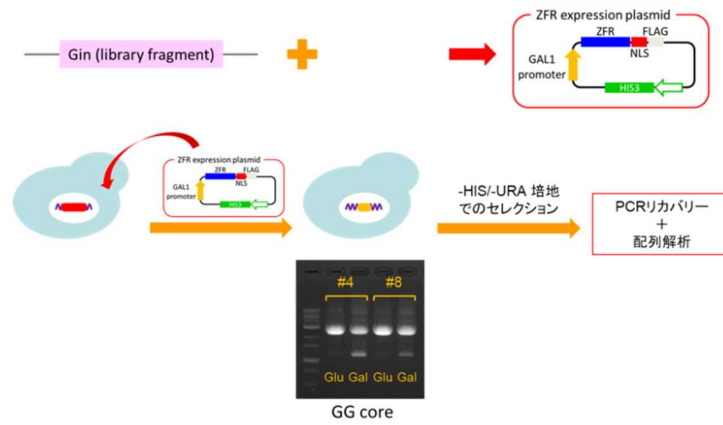 Gin (library fragment)
ZFR expression plasmid
ZFR
FLAG
NLS
GAL1
promoter
HIS3
ZFR expression plasmid
ZFR
FLAG
NLS
GAL1
promoter
HIS3
-HIS/-URA 培地
でのセレクション
PCRリカバリー
+
配列解析
#4
#8
Glu Gal Glu Gal
GG core